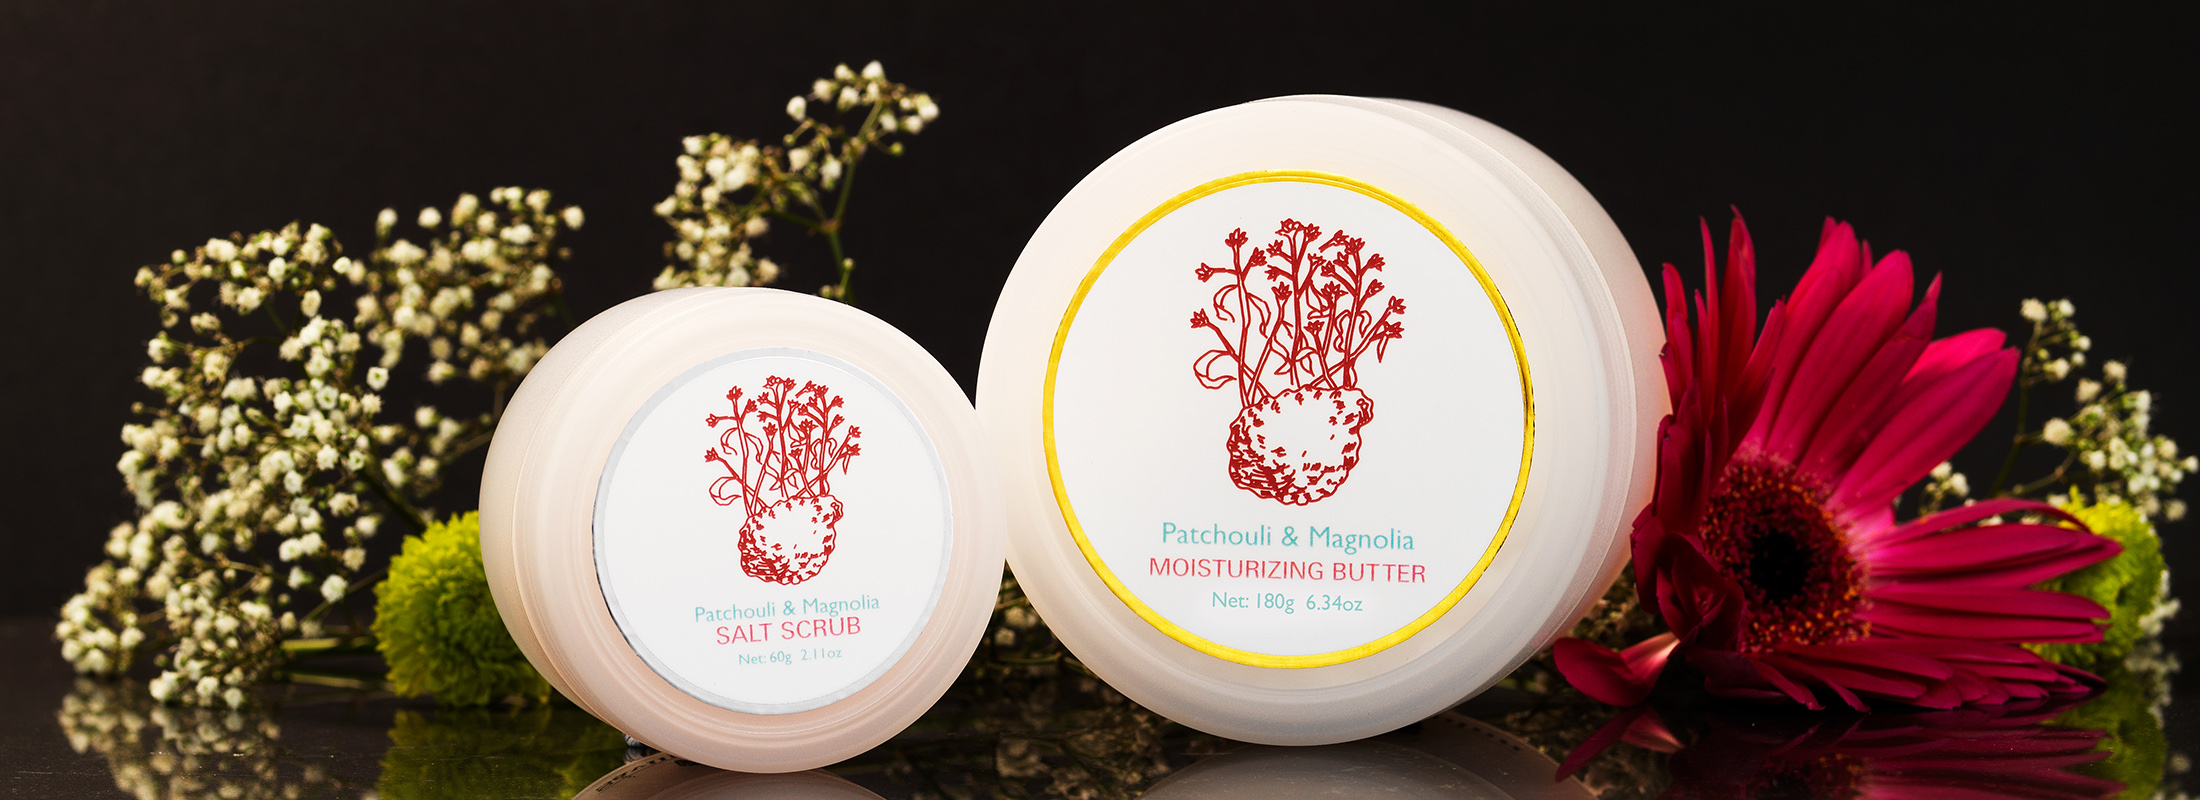 Patchouli & Magnolia
SALT SCRUB
Net: 60g 2.11oz
Patchouli & Magnolia
MOISTURIZING BUTTER
Net: 180g 6.34oz